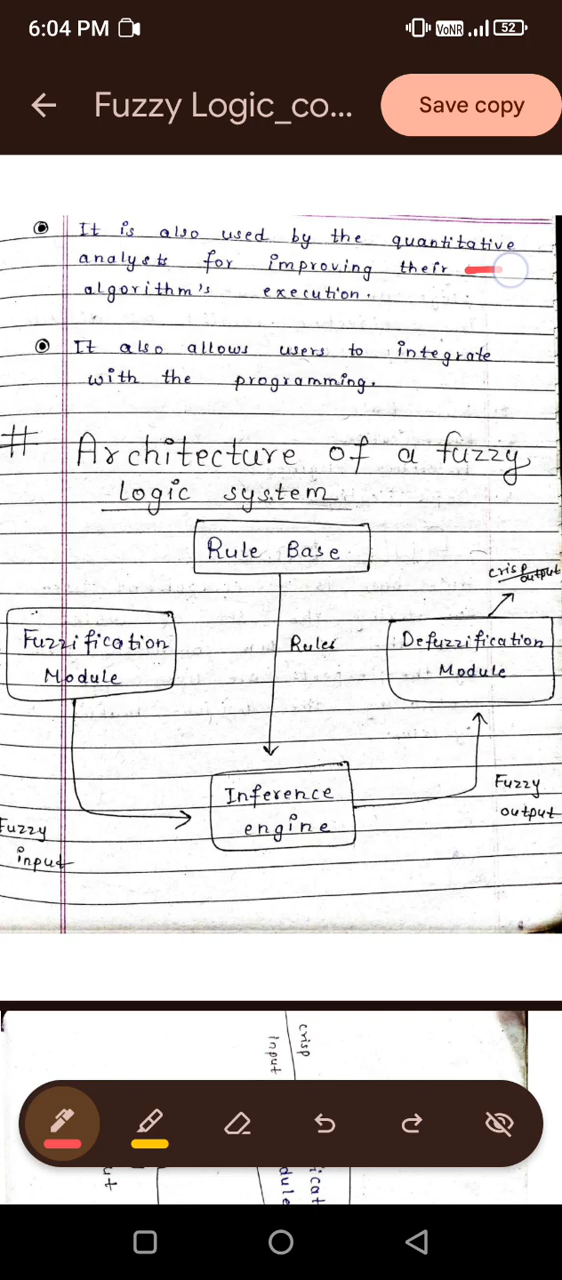 6:04 PM
VoNR
52
Fuzzy Logic_co...
Save copy
It is also used by the quantitative
analysts for improving their
algorithm's execution.
It also allows users to integrate
with the programming.
# Architecture of a fuzzy
logic system
Rule Base
crisp
output
Fuzzification
Module
Rules
Defuzzification
Module
Inference
engine
Fuzzy
output
Fuzzy
input
crisp
Input